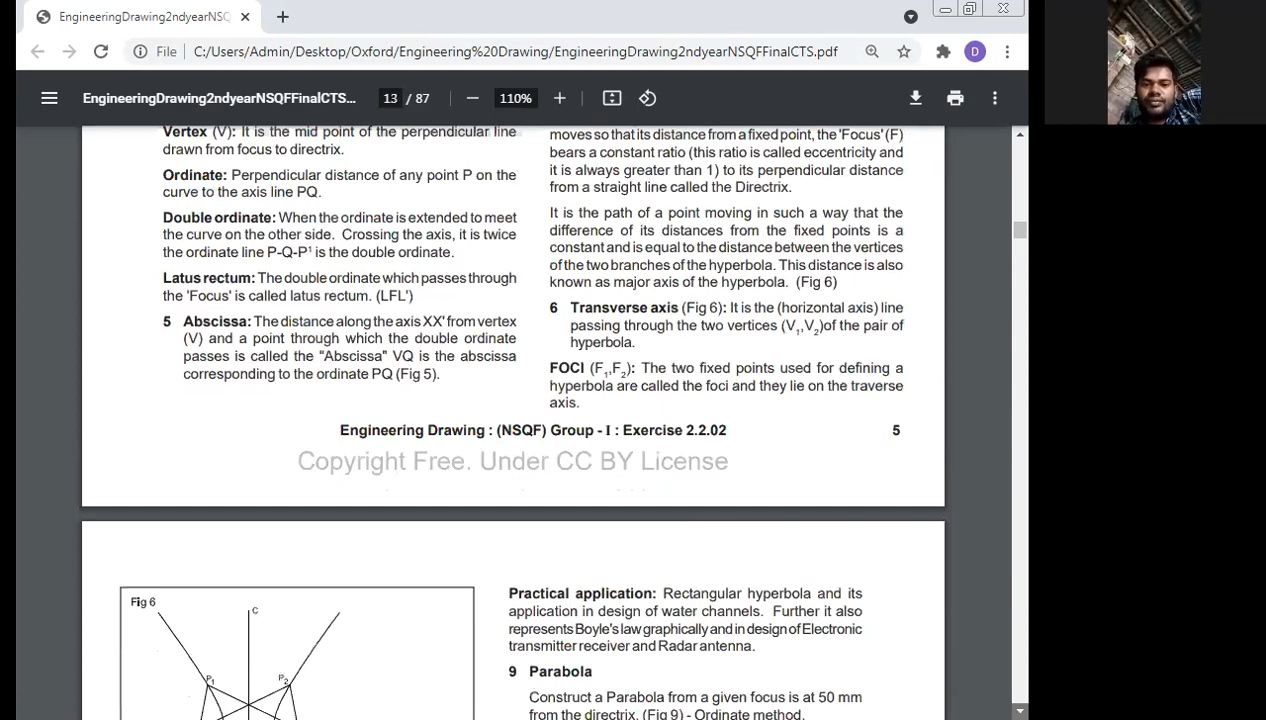 EngineeringDrawing2ndyearNSQ
File
C:/Users/Admin/Desktop/Oxford/Engineering%20Drawing/EngineeringDrawing2ndyearNSQFFinalCTS.pdf
D
EngineeringDrawing2ndyearNSQFFinalCTS...
13 / 87
110%
Vertex (V): It is the mid point of the perpendicular line
drawn from focus to directrix.
Ordinate: Perpendicular distance of any point P on the
curve to the axis line PQ.
Double ordinate: When the ordinate is extended to meet
the curve on the other side. Crossing the axis, it is twice
the ordinate line P-Q-P¹ is the double ordinate.
Latus rectum: The double ordinate which passes through
the 'Focus' is called latus rectum. (LFL')
5 Abscissa: The distance along the axis XX' from vertex
(V) and a point through which the double ordinate
passes is called the "Abscissa" VQ is the abscissa
corresponding to the ordinate PQ (Fig 5).
moves so that its distance from a fixed point, the 'Focus' (F)
bears a constant ratio (this ratio is called eccentricity and
it is always greater than 1) to its perpendicular distance
from a straight line called the Directrix.
It is the path of a point moving in such a way that the
difference of its distances from the fixed points is a
constant and is equal to the distance between the vertices
of the two branches of the hyperbola. This distance is also
known as major axis of the hyperbola. (Fig 6)
6 Transverse axis (Fig 6): It is the (horizontal axis) line
passing through the two vertices (V₁,V₂)of the pair of
hyperbola.
FOCI (F₁,F₂): The two fixed points used for defining a
hyperbola are called the foci and they lie on the traverse
axis.
Engineering Drawing : (NSQF) Group - I : Exercise 2.2.02
5
Copyright Free. Under CC BY License
Fig 6
C
P₁
P₂
Practical application: Rectangular hyperbola and its
application in design of water channels. Further it also
represents Boyle's law graphically and in design of Electronic
transmitter receiver and Radar antenna.
9 Parabola
Construct a Parabola from a given focus is at 50 mm
from the directrix. (Fig 9) - Ordinate method.